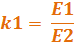 k1 = E1/E2